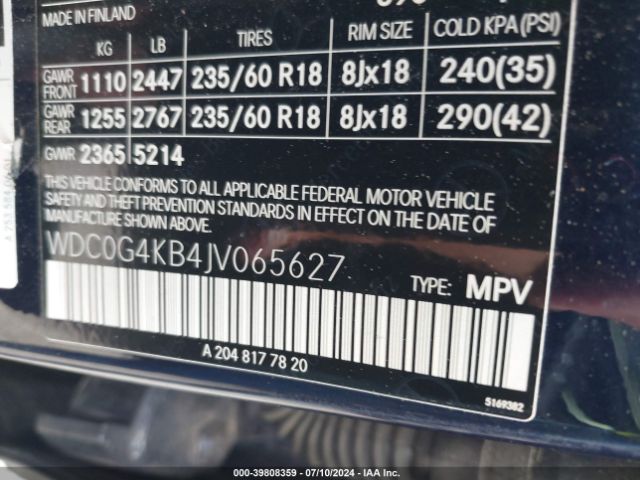 MADE IN FINLAND
KG LB TIRES RIM SIZE COLD KPA (PSI)
GAWR FRONT 1110 2447 235/60 R18 8Jx18 240(35)
GAWR REAR 1255 2767 235/60 R18 8Jx18 290(42)
GVWR 2365 5214
THIS VEHICLE CONFORMS TO ALL APPLICABLE FEDERAL MOTOR VEHICLE
SAFETY AND THEFT PREVENTION STANDARDS IN EFFECT ON THE DATE OF
MANUFACTURE SHOWN ABOVE.
WDC0G4KB4JV065627
TYPE: MPV
A 204 817 78 20
5169382
000-39808359 - 07/10/2024 - IAA Inc.